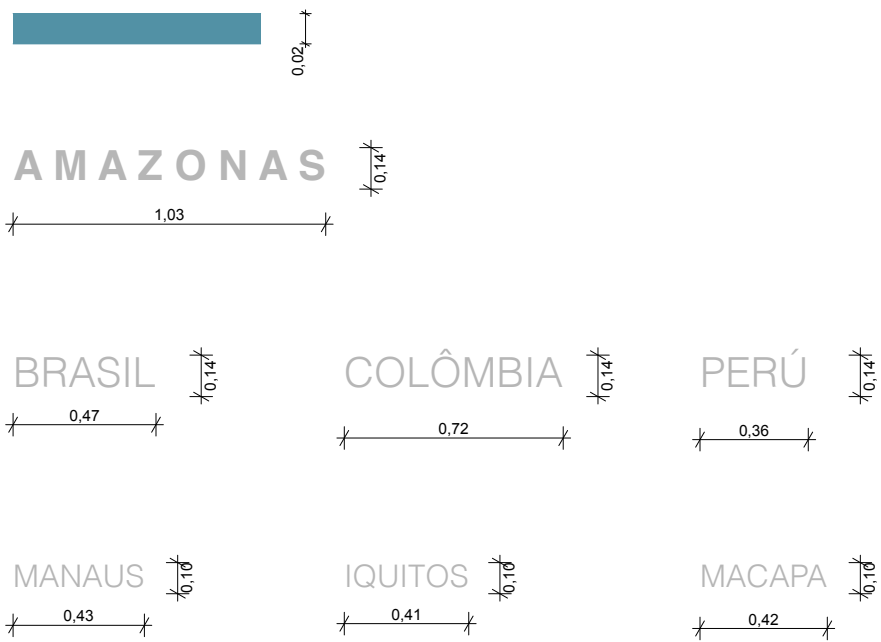 0,02
AMAZONAS
0,14
1,03
BRASIL
0,14
COLÔMBIA
0,14
PERÚ
0,14
0,47
0,72
0,36
MANAUS
0,10
IQUITOS
0,10
MACAPA
0,10
0,43
0,41
0,42